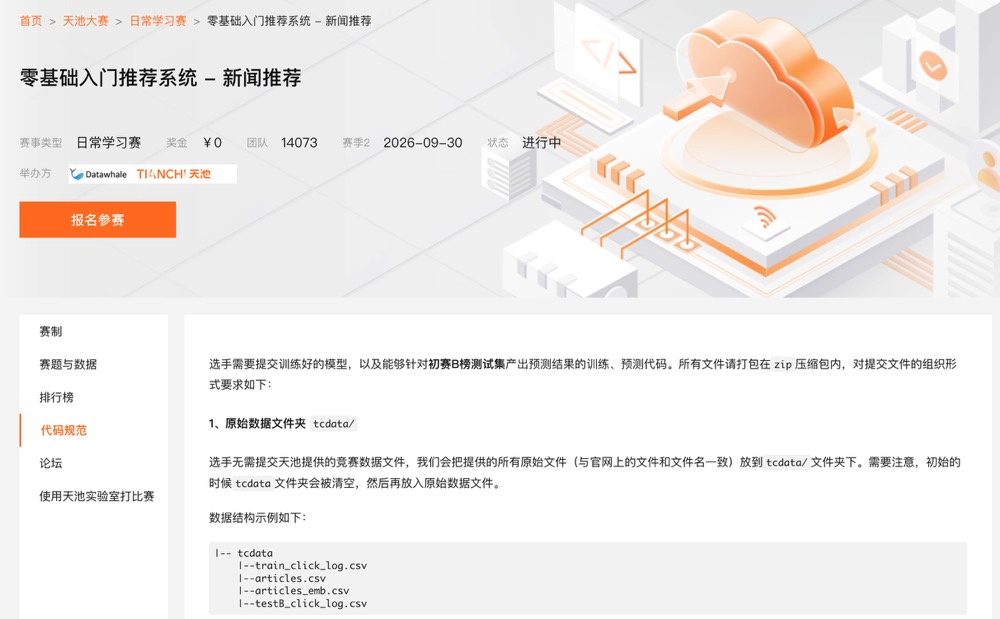 首页 > 天池大赛 > 日常学习赛 > 零基础入门推荐系统 – 新闻推荐
零基础入门推荐系统 – 新闻推荐
赛事类型 日常学习赛 奖金 ￥0 团队 14073 赛季2 2026–09–30 状态 进行中
举办方 Datawhale TIANCHI 天池
报名参赛
赛制
赛题与数据
排行榜
代码规范
论坛
使用天池实验室打比赛
选手需要提交训练好的模型，以及能够针对初赛B榜测试集产出预测结果的训练、预测代码。所有文件请打包在 zip 压缩包内，对提交文件的组织形
式要求如下：
1、原始数据文件夹 tcdata/
选手无需提交天池提供的竞赛数据文件，我们会把提供的所有原始文件（与官网上的文件和文件名一致）放到 tcdata/ 文件夹下。需要注意，初始的
时候 tcdata 文件夹会被清空，然后再放入原始数据文件。
数据结构示例如下：
|-- tcdata
|--train_click_log.csv
|--articles.csv
|--articles_emb.csv
|--testB_click_log.csv